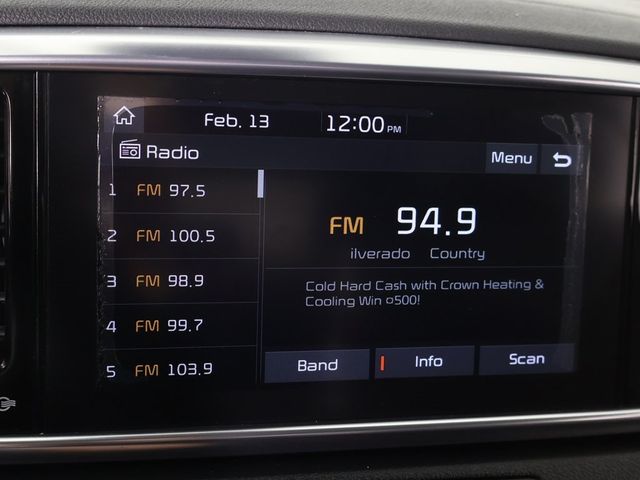 Feb. 13 12:00 PM
Radio Menu
1 FM 97.5
2 FM 100.5
3 FM 98.9
4 FM 99.7
5 FM 103.9
FM 94.9
ilverado Country
Cold Hard Cash with Crown Heating &
Cooling Win ¤500!
Band Info Scan